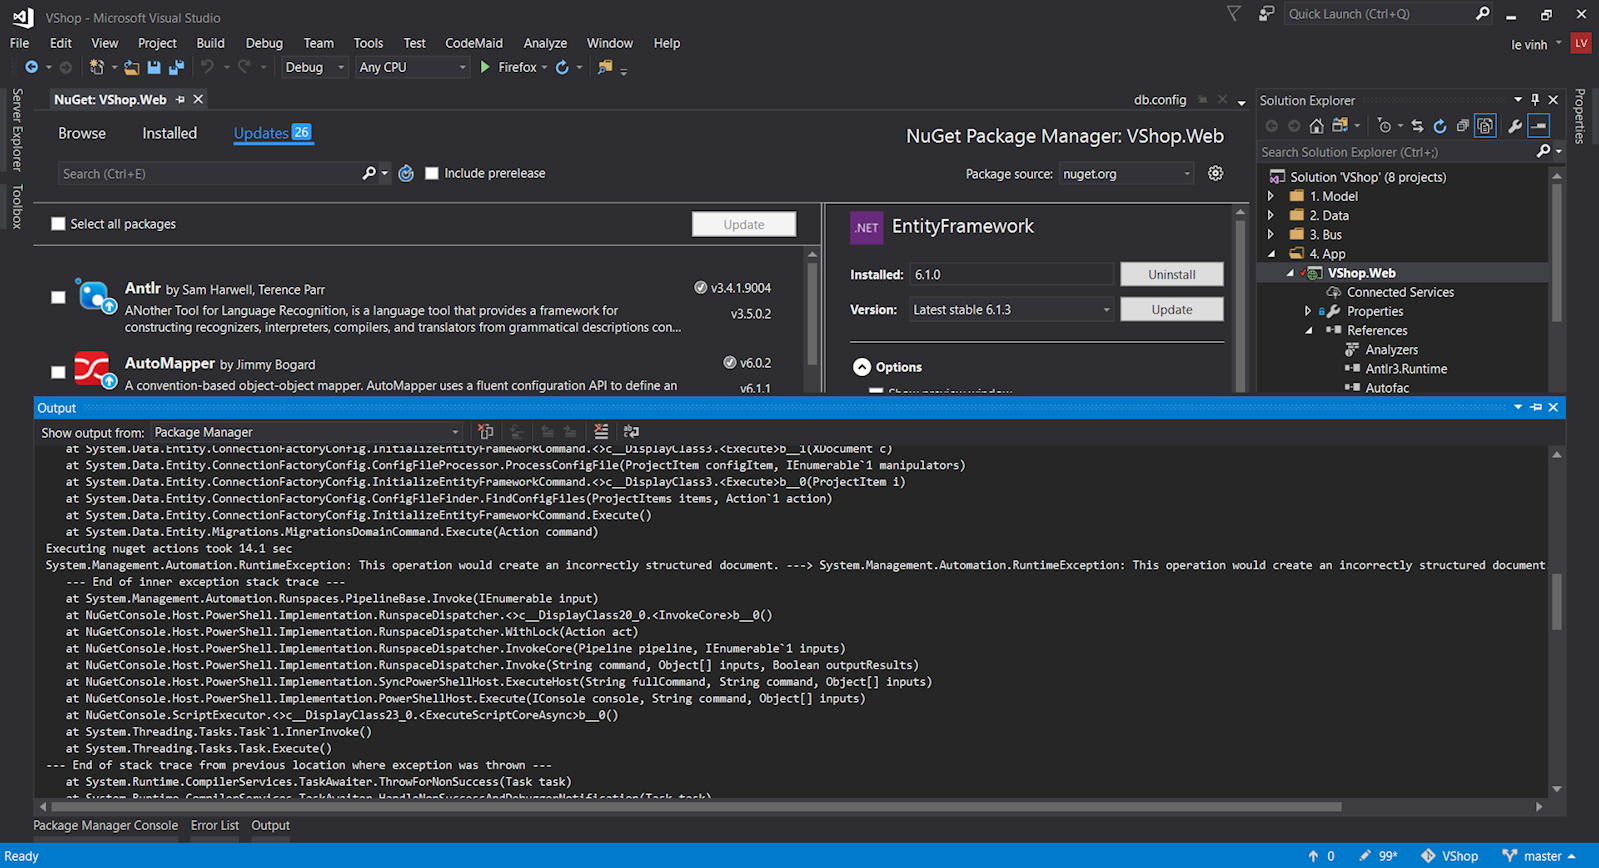 VShop - Microsoft Visual Studio
Quick Launch (Ctrl+Q)
File Edit View Project Build Debug Team Tools Test CodeMaid Analyze Window Help
le vinh LV
Debug Any CPU Firefox
Server Explorer
Toolbox
NuGet: VShop.Web
db.config
Browse Installed Updates 26
NuGet Package Manager: VShop.Web
Search (Ctrl+E)
Include prerelease
Package source: nuget.org
Select all packages
Update
Antlr by Sam Harwell, Terence Parr
v3.4.1.9004
ANother Tool for Language Recognition, is a language tool that provides a framework for
v3.5.0.2
constructing recognizers, interpreters, compilers, and translators from grammatical descriptions con...
AutoMapper by Jimmy Bogard
v6.0.2
A convention-based object-object mapper. AutoMapper uses a fluent configuration API to define an
v6.1.1
.NET EntityFramework
Installed: 6.1.0 Uninstall
Version: Latest stable 6.1.3 Update
Options
Show preview window
Solution Explorer
Search Solution Explorer (Ctrl+;)
Solution 'VShop' (8 projects)
1. Model
2. Data
3. Bus
4. App
VShop.Web
Connected Services
Properties
References
Analyzers
Antlr3.Runtime
Autofac
Properties
Output
Show output from: Package Manager
at System.Data.Entity.ConnectionFactoryConfig.InitializeEntityFrameworkCommand.<>c__DisplayClass3.<Execute>b__1(XDocument c)
at System.Data.Entity.ConnectionFactoryConfig.ConfigFileProcessor.ProcessConfigFile(ProjectItem configItem, IEnumerable`1 manipulators)
at System.Data.Entity.ConnectionFactoryConfig.InitializeEntityFrameworkCommand.<>c__DisplayClass3.<Execute>b__0(ProjectItem i)
at System.Data.Entity.ConnectionFactoryConfig.ConfigFileFinder.FindConfigFiles(ProjectItems items, Action`1 action)
at System.Data.Entity.ConnectionFactoryConfig.InitializeEntityFrameworkCommand.Execute()
at System.Data.Entity.Migrations.MigrationsDomainCommand.Execute(Action command)
Executing nuget actions took 14.1 sec
System.Management.Automation.RuntimeException: This operation would create an incorrectly structured document. ---> System.Management.Automation.RuntimeException: This operation would create an incorrectly structured document
--- End of inner exception stack trace ---
at System.Management.Automation.Runspaces.PipelineBase.Invoke(IEnumerable input)
at NuGetConsole.Host.PowerShell.Implementation.RunspaceDispatcher.<>c__DisplayClass20_0.<InvokeCore>b__0()
at NuGetConsole.Host.PowerShell.Implementation.RunspaceDispatcher.WithLock(Action act)
at NuGetConsole.Host.PowerShell.Implementation.RunspaceDispatcher.InvokeCore(Pipeline pipeline, IEnumerable`1 inputs)
at NuGetConsole.Host.PowerShell.Implementation.RunspaceDispatcher.Invoke(String command, Object[] inputs, Boolean outputResults)
at NuGetConsole.Host.PowerShell.Implementation.SyncPowerShellHost.ExecuteHost(String fullCommand, String command, Object[] inputs)
at NuGetConsole.Host.PowerShell.Implementation.PowerShellHost.Execute(IConsole console, String command, Object[] inputs)
at NuGetConsole.ScriptExecutor.<>c__DisplayClass23_0.<ExecuteScriptCoreAsync>b__0()
at System.Threading.Tasks.Task`1.InnerInvoke()
at System.Threading.Tasks.Task.Execute()
--- End of stack trace from previous location where exception was thrown ---
at System.Runtime.CompilerServices.TaskAwaiter.ThrowForNonSuccess(Task task)
at System.Runtime.CompilerServices.TaskAwaiter.HandleNonSuccessAndDebuggerNotification(Task task)
Package Manager Console Error List Output
Ready
0 99* VShop master